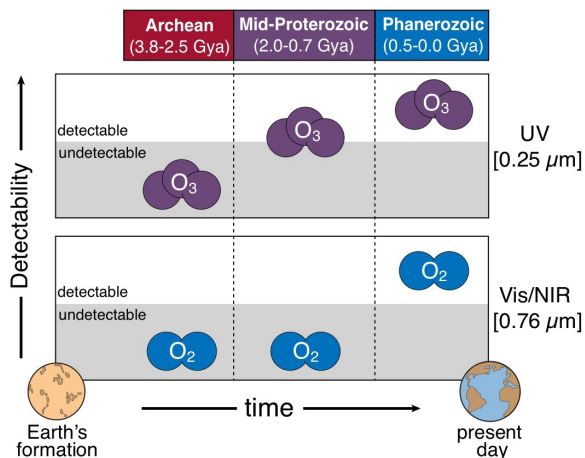 Archean
(3.8-2.5 Gya)
Mid-Proterozoic
(2.0-0.7 Gya)
Phanerozoic
(0.5-0.0 Gya)
Detectability
detectable
undetectable
O₃
O₃
O₃
UV
[0.25 µm]
detectable
undetectable
O₂
O₂
O₂
Vis/NIR
[0.76 µm]
Earth's
formation
time
present
day